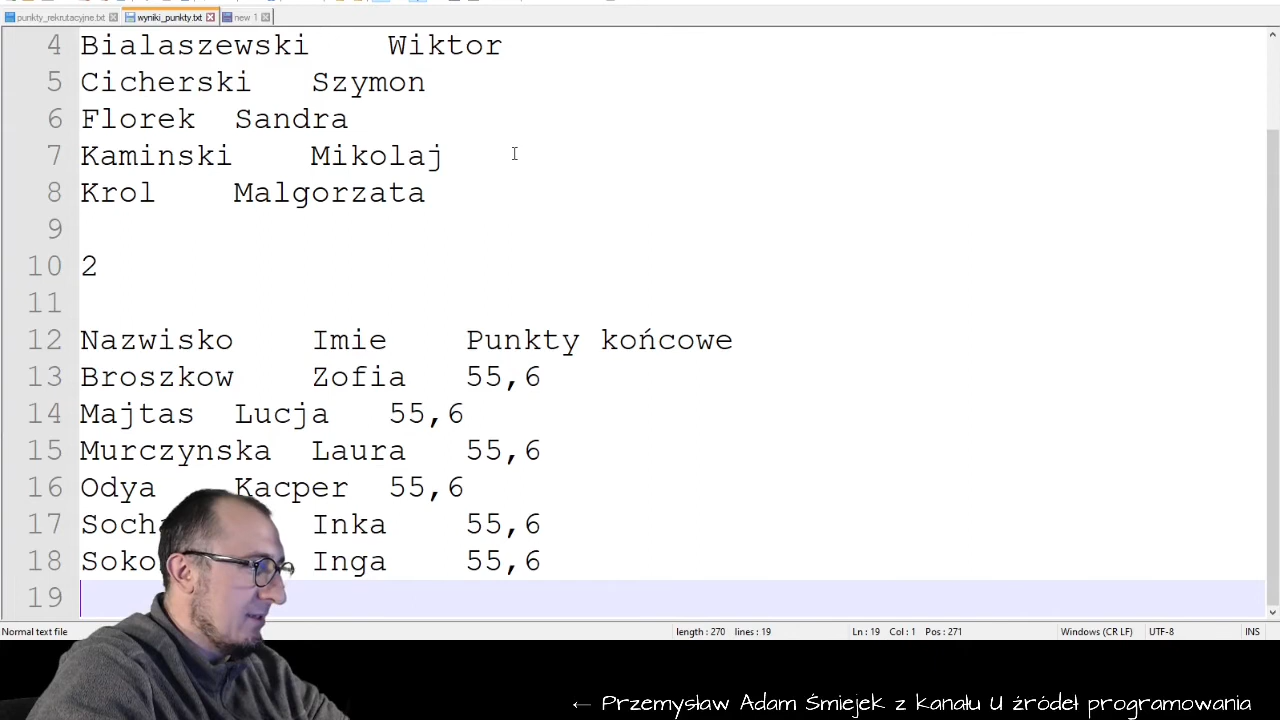 punkty_rekrutacyjne.txt wyniki_punkty.txt new 1
4 Bialaszewski Wiktor
5 Cicherski Szymon
6 Florek Sandra
7 Kaminski Mikolaj
8 Krol Malgorzata
9
10 2
11
12 Nazwisko Imie Punkty końcowe
13 Broszkow Zofia 55,6
14 Majtas Lucja 55,6
15 Murczynska Laura 55,6
16 Odya Kacper 55,6
17 Inka 55,6
18 Inga 55,6
19
Normal text file length : 270 lines : 19 Ln : 19 Col : 1 Pos : 271 Windows (CR LF) UTF-8 INS
← Przemysław Adam Śmiejek z kanału U źródeł programowania